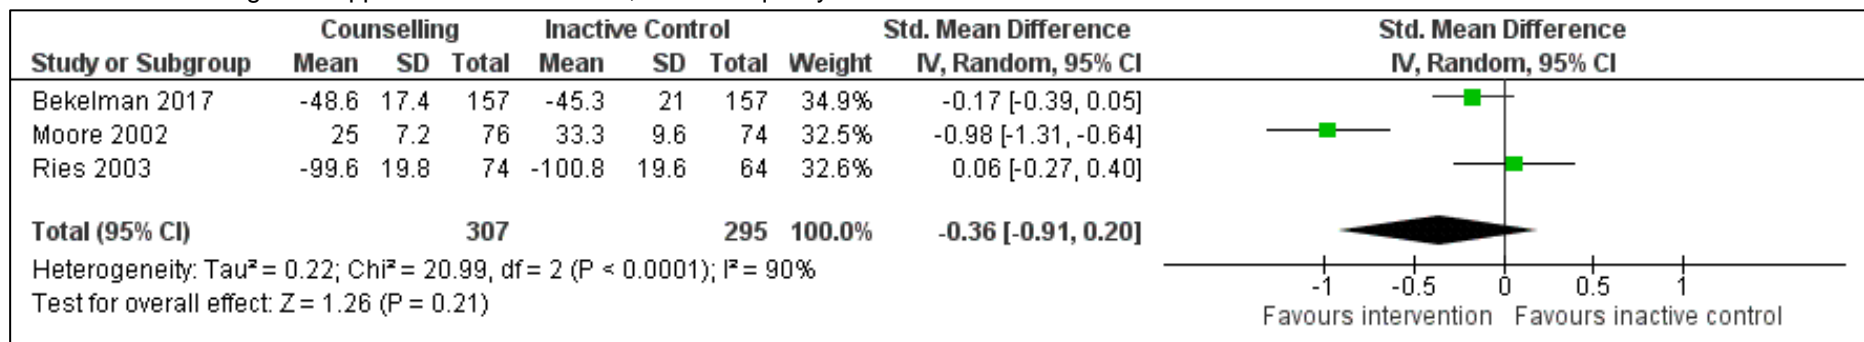 Counselling Inactive Control Std. Mean Difference Std. Mean Difference
Study or Subgroup Mean SD Total Mean SD Total Weight IV, Random, 95% CI IV, Random, 95% CI
Bekelman 2017 -48.6 17.4 157 -45.3 21 157 34.9% -0.17 [-0.39, 0.05]
Moore 2002 25 7.2 76 33.3 9.6 74 32.5% -0.98 [-1.31, -0.64]
Ries 2003 -99.6 19.8 74 -100.8 19.6 64 32.6% 0.06 [-0.27, 0.40]
Total (95% CI) 307 295 100.0% -0.36 [-0.91, 0.20]
Heterogeneity: Tau² = 0.22; Chi² = 20.99, df = 2 (P < 0.0001); I² = 90%
Test for overall effect: Z = 1.26 (P = 0.21)
-1 -0.5 0 0.5 1
Favours intervention Favours inactive control